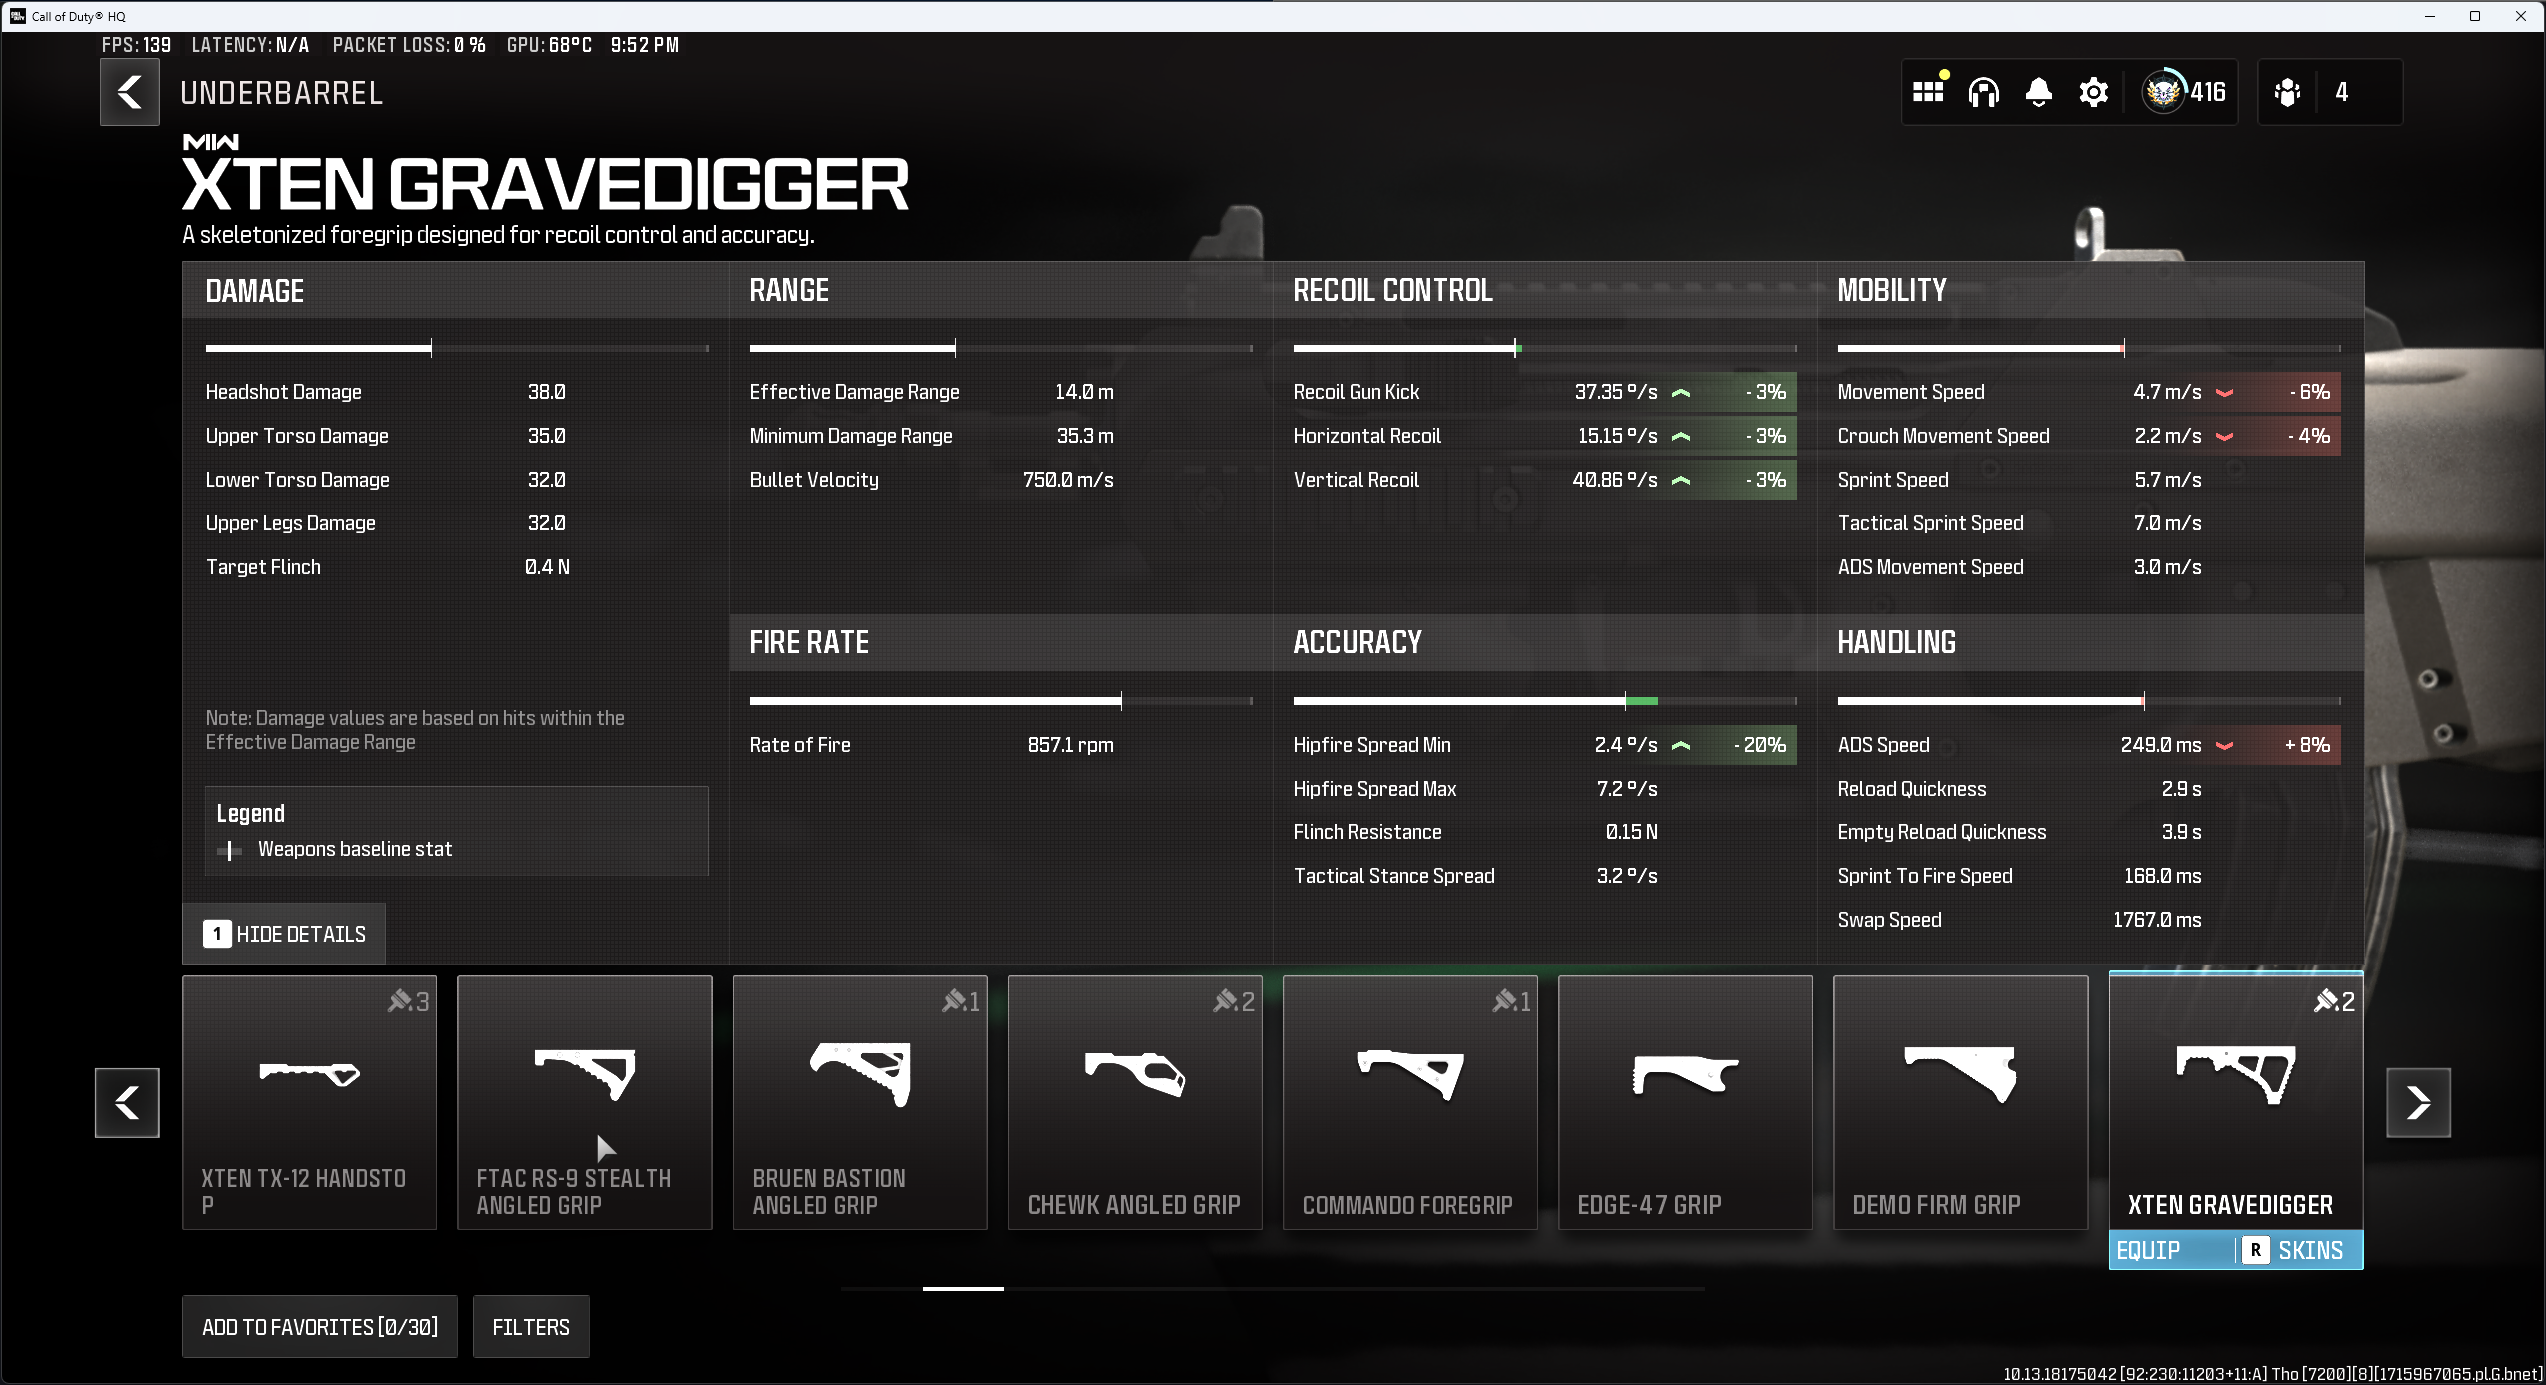 Call of Duty® HQ
FPS: 139 LATENCY: N/A PACKET LOSS: 0 % GPU: 68°C 9:52 PM
UNDERBARREL
416
4
MW
XTEN GRAVEDIGGER
A skeletonized foregrip designed for recoil control and accuracy.
DAMAGE
Headshot Damage 38.0
Upper Torso Damage 35.0
Lower Torso Damage 32.0
Upper Legs Damage 32.0
Target Flinch 0.4 N
Note: Damage values are based on hits within the
Effective Damage Range
Legend
Weapons baseline stat
1 HIDE DETAILS
RANGE
Effective Damage Range 14.0 m
Minimum Damage Range 35.3 m
Bullet Velocity 750.0 m/s
FIRE RATE
Rate of Fire 857.1 rpm
RECOIL CONTROL
Recoil Gun Kick 37.35 º/s - 3%
Horizontal Recoil 15.15 º/s - 3%
Vertical Recoil 40.86 º/s - 3%
ACCURACY
Hipfire Spread Min 2.4 º/s - 20%
Hipfire Spread Max 7.2 º/s
Flinch Resistance 0.15 N
Tactical Stance Spread 3.2 º/s
MOBILITY
Movement Speed 4.7 m/s - 6%
Crouch Movement Speed 2.2 m/s - 4%
Sprint Speed 5.7 m/s
Tactical Sprint Speed 7.0 m/s
ADS Movement Speed 3.0 m/s
HANDLING
ADS Speed 249.0 ms + 8%
Reload Quickness 2.9 s
Empty Reload Quickness 3.9 s
Sprint To Fire Speed 168.0 ms
Swap Speed 1767.0 ms
3
XTEN TX-12 HANDSTO
P
FTAC RS-9 STEALTH
ANGLED GRIP
1
BRUEN BASTION
ANGLED GRIP
2
CHEWK ANGLED GRIP
1
COMMANDO FOREGRIP
EDGE-47 GRIP
DEMO FIRM GRIP
2
XTEN GRAVEDIGGER
EQUIP R SKINS
ADD TO FAVORITES [0/30] FILTERS
10.13.18175042 [92:230:11203+11:A] Tho [7200][8][1715967065.pl.G.bnet]